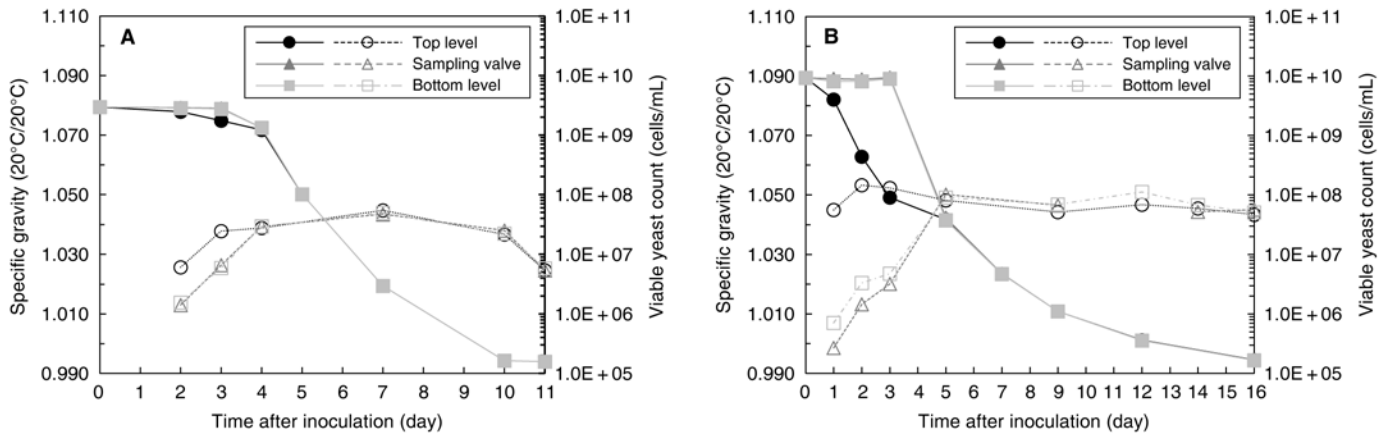 A
Top level
Sampling valve
Bottom level
1.110
1.090
1.070
1.050
1.030
1.010
0.990
Specific gravity (20°C/20°C)
1.0E + 11
1.0E + 10
1.0E + 09
1.0E + 08
1.0E + 07
1.0E + 06
1.0E + 05
Viable yeast count (cells/mL)
0 1 2 3 4 5 6 7 8 9 10 11
Time after inoculation (day)
B
Top level
Sampling valve
Bottom level
1.110
1.090
1.070
1.050
1.030
1.010
0.990
Specific gravity (20°C/20°C)
1.0E + 11
1.0E + 10
1.0E + 09
1.0E + 08
1.0E + 07
1.0E + 06
1.0E + 05
Viable yeast count (cells/mL)
0 1 2 3 4 5 6 7 8 9 10 11 12 13 14 15 16
Time after inoculation (day)